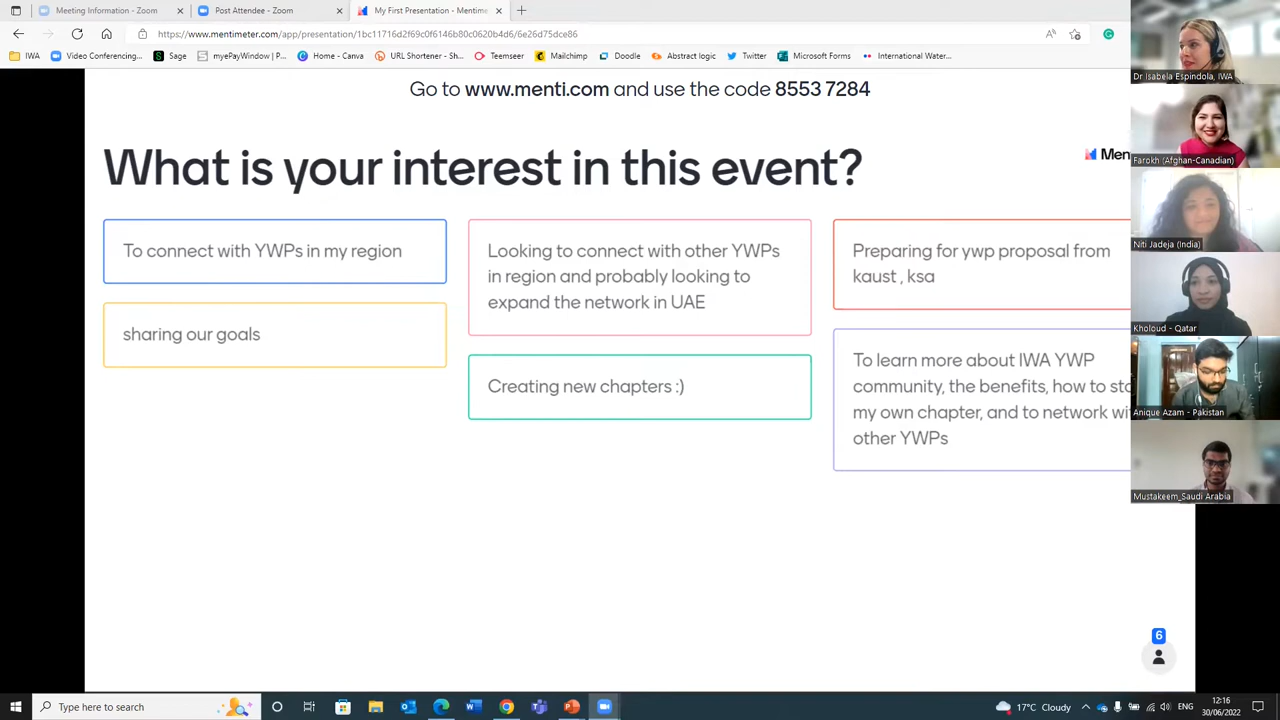 Meeting Information - Zoom
Post Attendee - Zoom
My First Presentation - Mentime
https://www.mentimeter.com/app/presentation/1bc11716d2f69c0f6146b80c0620b4d6/6e26d75dce86
IWA
Video Conferencing...
Sage
myePayWindow | P...
Home - Canva
URL Shortener - Sh...
Teemseer
Mailchimp
Doodle
Abstract logic
Twitter
Microsoft Forms
International Water...
Go to www.menti.com and use the code 8553 7284
What is your interest in this event?
Men
To connect with YWPs in my region
sharing our goals
Looking to connect with other YWPs
in region and probably looking to
expand the network in UAE
Creating new chapters :)
Preparing for ywp proposal from
kaust , ksa
To learn more about IWA YWP
community, the benefits, how to sta
my own chapter, and to network wi
other YWPs
Dr Isabela Espindola, IWA
Farokh (Afghan-Canadian)
Niti Jadeja (India)
Kholoud - Qatar
Anique Azam - Pakistan
Mustakeem_Saudi Arabia
6
Type here to search
17°C Cloudy
12:16
30/06/2022